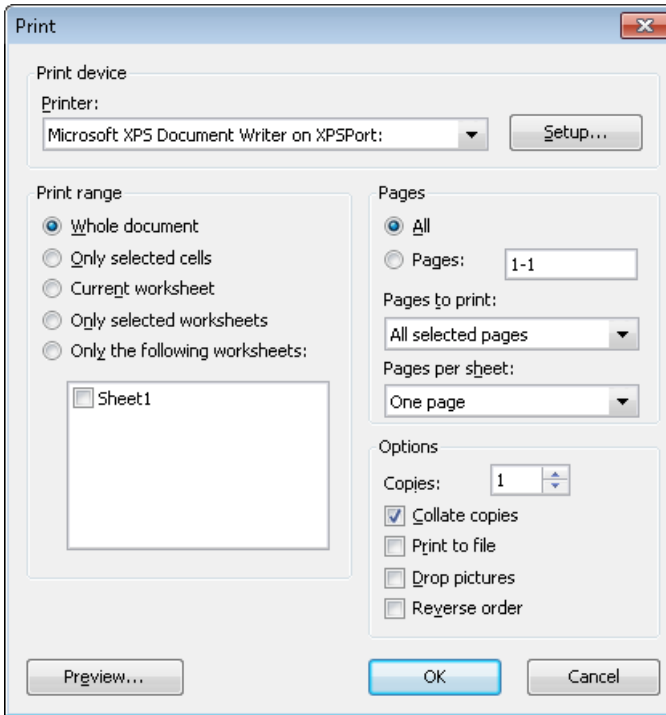 Print
Print device
Printer:
Microsoft XPS Document Writer on XPSPort:
Setup...
Print range
Whole document
Only selected cells
Current worksheet
Only selected worksheets
Only the following worksheets:
Sheet1
Pages
All
Pages:
1-1
Pages to print:
All selected pages
Pages per sheet:
One page
Options
Copies:
1
Collate copies
Print to file
Drop pictures
Reverse order
Preview...
OK
Cancel